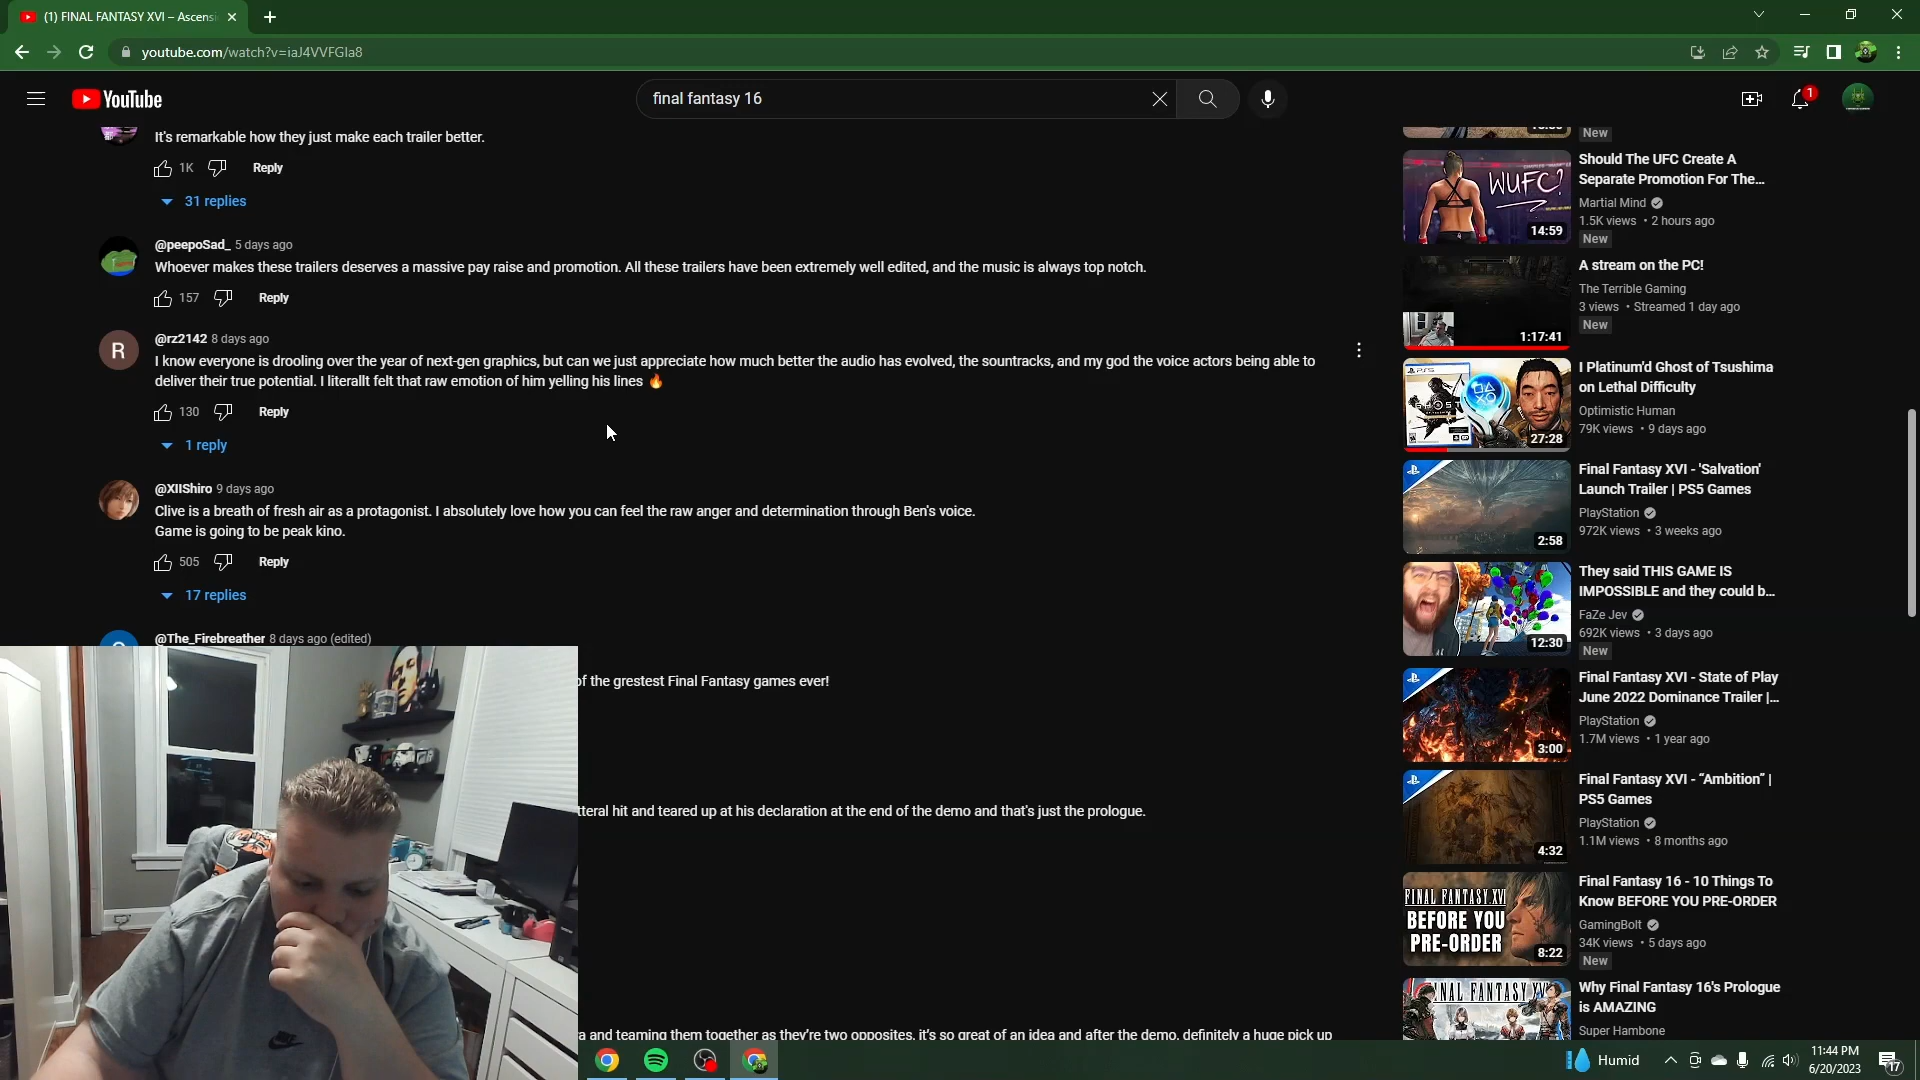 (1) FINAL FANTASY XVI – Ascensi
youtube.com/watch?v=iaJ4VVFGIa8
YouTube
final fantasy 16
1
It's remarkable how they just make each trailer better.
1K Reply
31 replies
@peepoSad_ 5 days ago
Whoever makes these trailers deserves a massive pay raise and promotion. All these trailers have been extremely well edited, and the music is always top notch.
157 Reply
@rz2142 8 days ago
R
I know everyone is drooling over the year of next-gen graphics, but can we just appreciate how much better the audio has evolved, the sountracks, and my god the voice actors being able to
deliver their true potential. I literallt felt that raw emotion of him yelling his lines 🔥
130 Reply
1 reply
@XIIShiro 9 days ago
Clive is a breath of fresh air as a protagonist. I absolutely love how you can feel the raw anger and determination through Ben's voice.
Game is going to be peak kino.
505 Reply
17 replies
@The_Firebreather 8 days ago (edited)
of the grestest Final Fantasy games ever!
tteral hit and teared up at his declaration at the end of the demo and that's just the prologue.
a and teaming them together as they're two opposites, it's so great of an idea and after the demo, definitely a huge pick up
New
WUFC?
14:59
Should The UFC Create A
Separate Promotion For The...
Martial Mind
1.5K views • 2 hours ago
New
1:17:41
A stream on the PC!
The Terrible Gaming
3 views • Streamed 1 day ago
New
PS5
GHOST
27:28
I Platinum'd Ghost of Tsushima
on Lethal Difficulty
Optimistic Human
79K views • 9 days ago
2:58
Final Fantasy XVI - 'Salvation'
Launch Trailer | PS5 Games
PlayStation
972K views • 3 weeks ago
12:30
They said THIS GAME IS
IMPOSSIBLE and they could b...
FaZe Jev
692K views • 3 days ago
New
3:00
Final Fantasy XVI - State of Play
June 2022 Dominance Trailer |...
PlayStation
1.7M views • 1 year ago
4:32
Final Fantasy XVI - “Ambition” |
PS5 Games
PlayStation
1.1M views • 8 months ago
FINAL FANTASY XVI
BEFORE YOU
PRE-ORDER
8:22
Final Fantasy 16 - 10 Things To
Know BEFORE YOU PRE-ORDER
GamingBolt
34K views • 5 days ago
New
FINAL FANTASY XV
Why Final Fantasy 16's Prologue
is AMAZING
Super Hambone
Humid
11:44 PM
6/20/2023
17